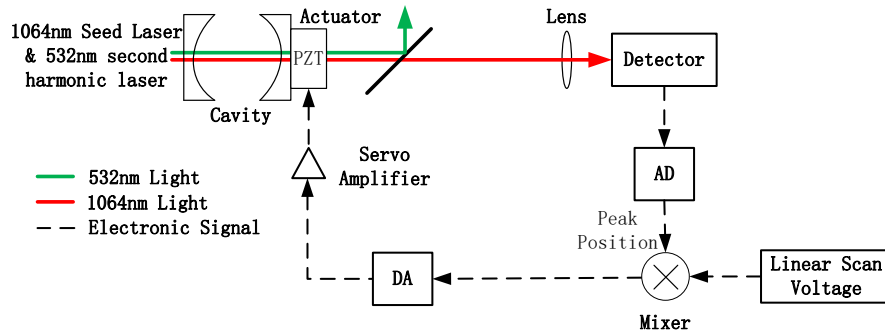 1064nm Seed Laser
& 532nm second
harmonic laser
Actuator
PZT
Cavity
Lens
Detector
Servo
Amplifier
AD
532nm Light
1064nm Light
Electronic Signal
Peak
Position
DA
Mixer
Linear Scan
Voltage